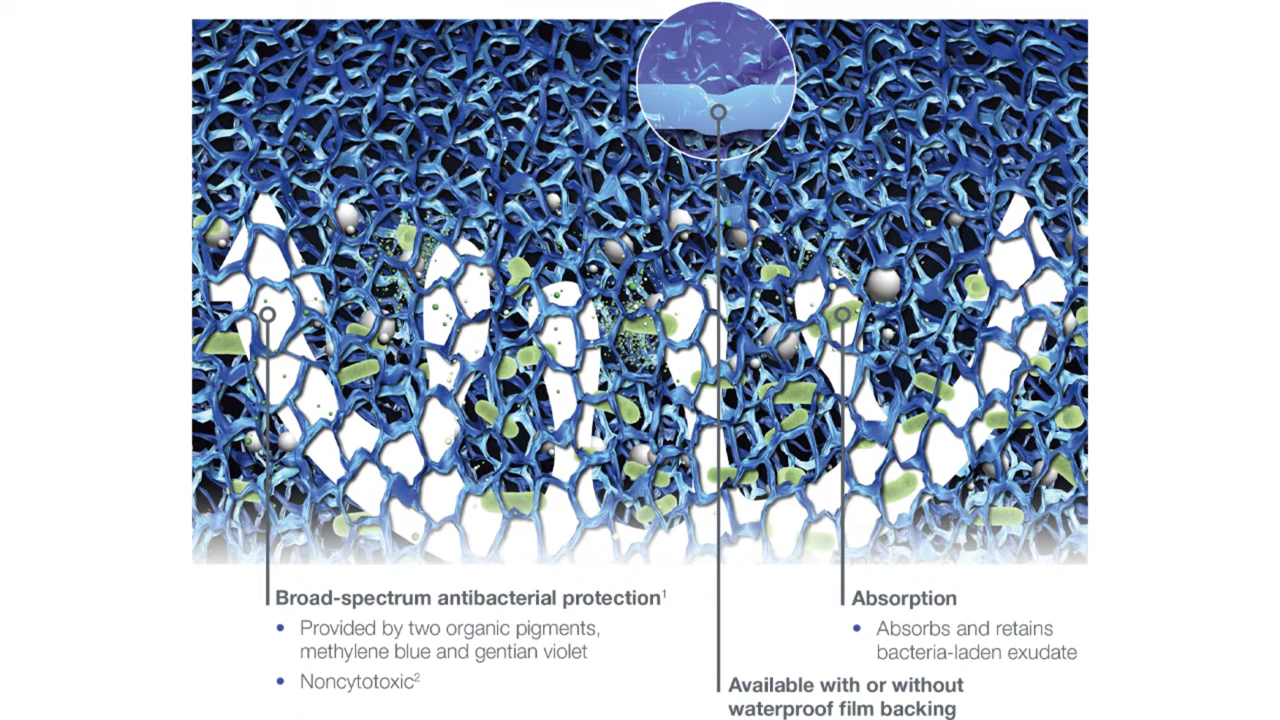 Broad-spectrum antibacterial protection¹
• Provided by two organic pigments,
methylene blue and gentian violet
• Noncytotoxic²
Absorption
• Absorbs and retains
bacteria-laden exudate
Available with or without
waterproof film backing